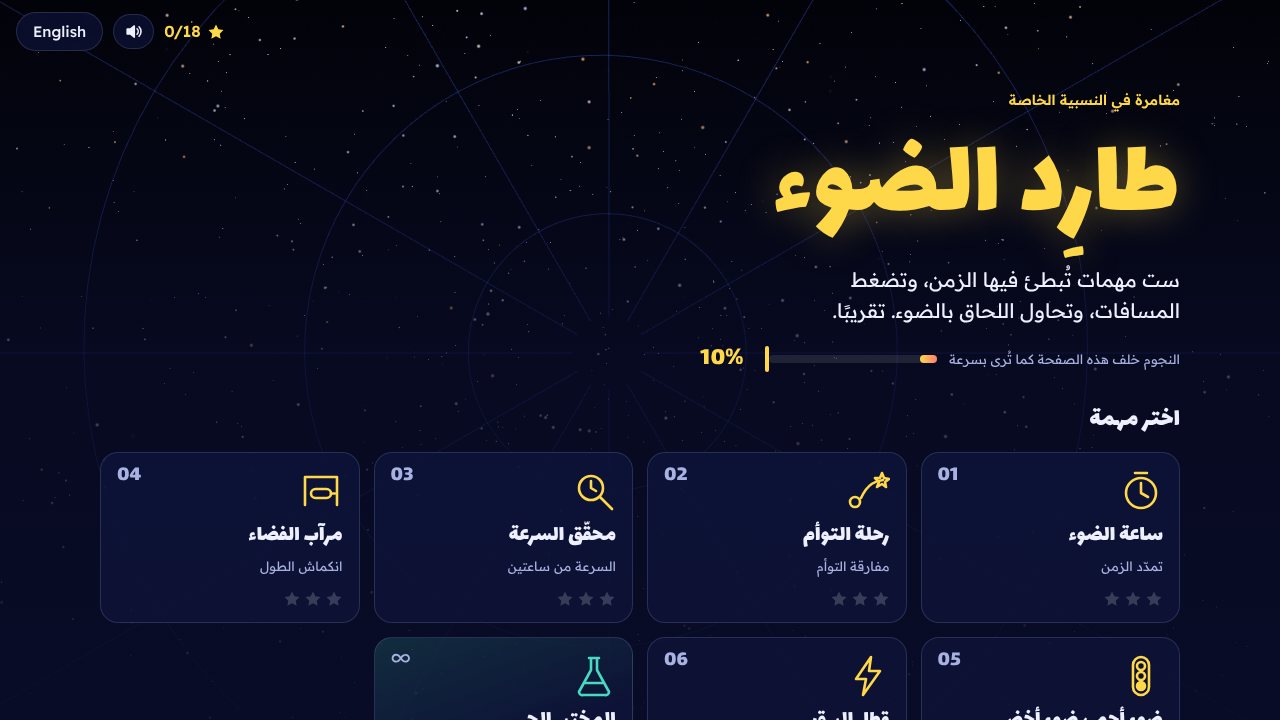 English
0/18
مغامرة في النسبية الخاصة
طارِد الضوء
ست مهمات تُبطئ فيها الزمن، وتضغط
المسافات، وتحاول اللحاق بالضوء. تقريبًا.
النجوم خلف هذه الصفحة كما تُرى بسرعة 10%
اختر مهمة
01
ساعة الضوء
تمدّد الزمن
02
رحلة التوأم
مفارقة التوأم
03
محقّق السرعة
السرعة من ساعتين
04
مرآب الفضاء
انكماش الطول
05
06
∞